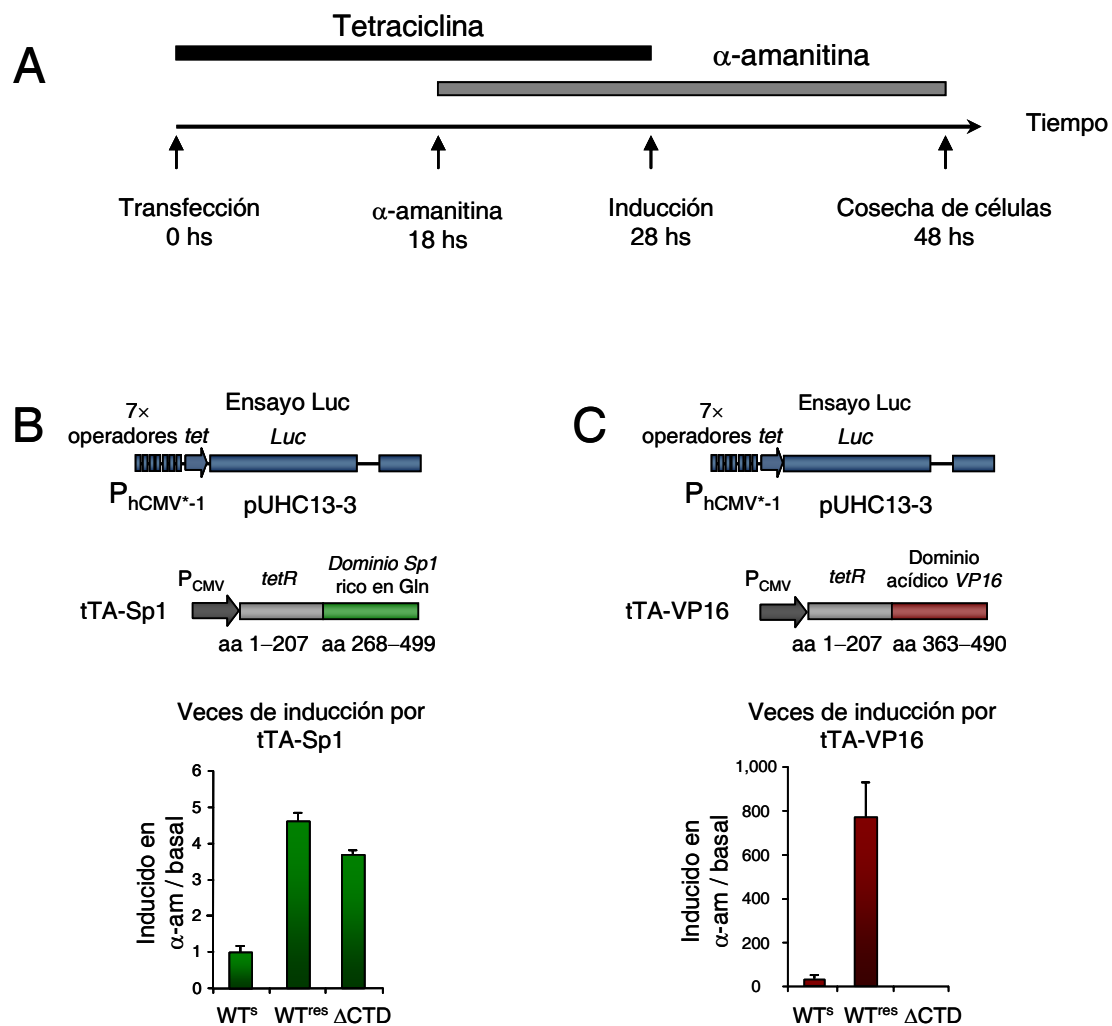 A
Tetraciclina
α-amanitina
Tiempo
Transfección
0 hs
α-amanitina
18 hs
Inducción
28 hs
Cosecha de células
48 hs
B
Ensayo Luc
7×
operadores tet
Luc
PhCMV*-1
pUHC13-3
PCMV
tetR
Dominio Sp1
rico en Gln
tTA-Sp1
aa 1–207
aa 268–499
Veces de inducción por
tTA-Sp1
Inducido en
α-am / basal
6
5
4
3
2
1
0
WTs
WTres
ΔCTD
C
Ensayo Luc
7×
operadores tet
Luc
PhCMV*-1
pUHC13-3
PCMV
tetR
Dominio
acídico VP16
tTA-VP16
aa 1–207
aa 363–490
Veces de inducción por
tTA-VP16
Inducido en
α-am / basal
1,000
800
600
400
200
0
WTs
WTres
ΔCTD